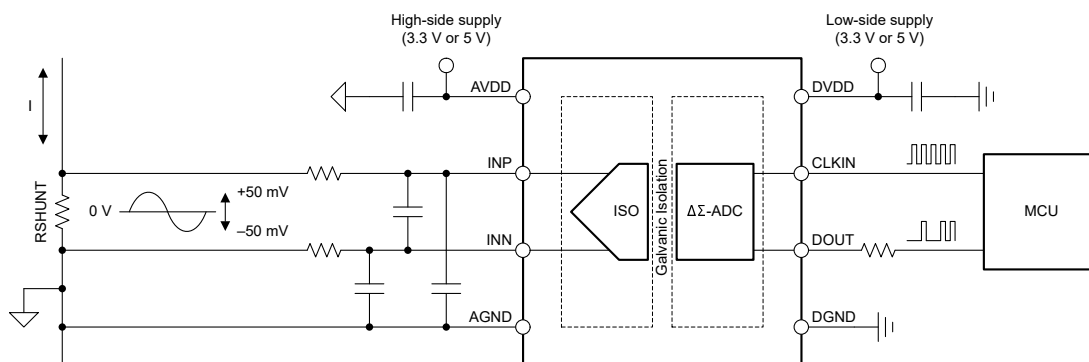 High-side supply
(3.3 V or 5 V)
Low-side supply
(3.3 V or 5 V)
AVDD
DVDD
I
INP
CLKIN
RSHUNT
0 V
+50 mV
–50 mV
ISO
Galvanic Isolation
ΔΣ-ADC
MCU
INN
DOUT
AGND
DGND